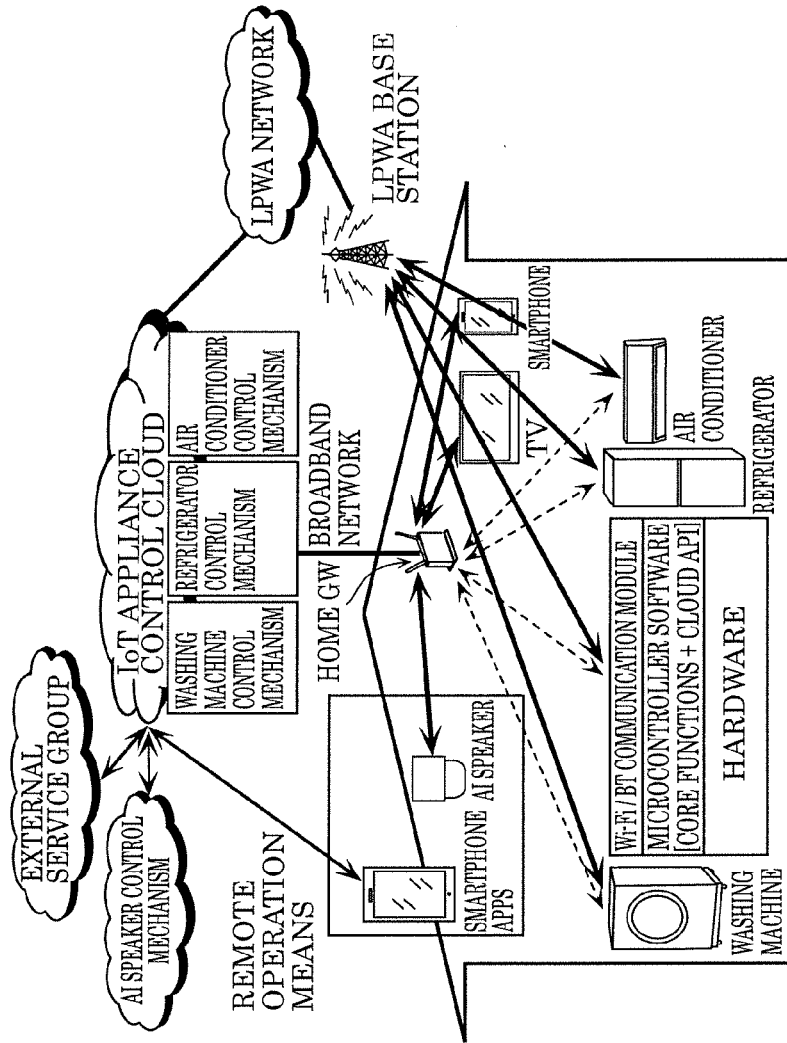 EXTERNAL
SERVICE GROUP
AI SPEAKER CONTROL
MECHANISM
IoT APPLIANCE
CONTROL CLOUD
WASHING
MACHINE
CONTROL
MECHANISM
REFRIGERATOR
CONTROL
MECHANISM
AIR
CONDITIONER
CONTROL
MECHANISM
LPWA NETWORK
LPWA BASE
STATION
REMOTE
OPERATION
MEANS
HOME GW
BROADBAND
NETWORK
SMARTPHONE
APPS
AI SPEAKER
TV
SMARTPHONE
WASHING
MACHINE
Wi-Fi / BT COMMUNICATION MODULE
MICROCONTROLLER SOFTWARE
[CORE FUNCTIONS + CLOUD API]
HARDWARE
REFRIGERATOR
AIR
CONDITIONER